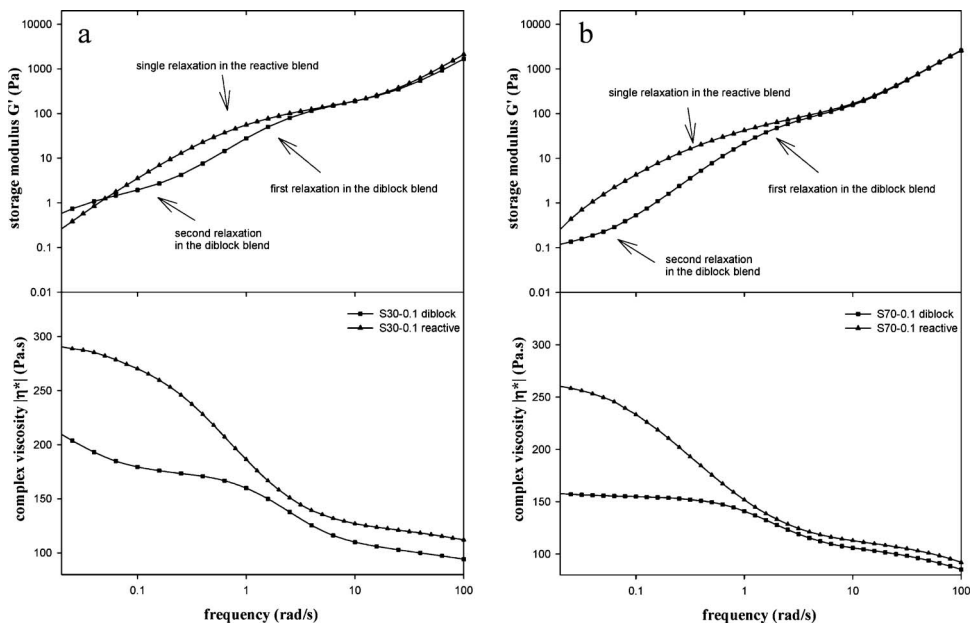 a
10000
1000
100
10
1
0.1
0.01
storage modulus G' (Pa)
single relaxation in the reactive blend
first relaxation in the diblock blend
second relaxation
in the diblock blend
300
250
200
150
100
complex viscosity |η*| (Pa.s)
S30-0.1 diblock
S30-0.1 reactive
0.1
1
10
100
frequency (rad/s)
b
10000
1000
100
10
1
0.1
0.01
storage modulus G' (Pa)
single relaxation in the reactive blend
first relaxation in the diblock blend
second relaxation
in the diblock blend
300
250
200
150
100
complex viscosity |η*| (Pa.s)
S70-0.1 diblock
S70-0.1 reactive
0.1
1
10
100
frequency (rad/s)